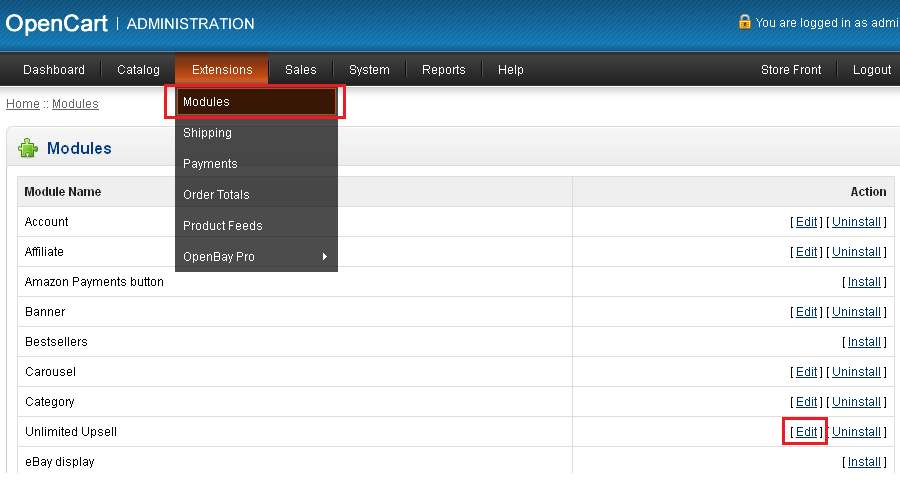 OpenCart | ADMINISTRATION
You are logged in as admi
Dashboard Catalog Extensions Sales System Reports Help Store Front Logout
Home :: Modules
Modules
Shipping
Payments
Order Totals
Product Feeds
OpenBay Pro
Modules
Module Name Action
Account [ Edit ] [ Uninstall ]
Affiliate [ Edit ] [ Uninstall ]
Amazon Payments button [ Install ]
Banner [ Edit ] [ Uninstall ]
Bestsellers [ Install ]
Carousel [ Edit ] [ Uninstall ]
Category [ Edit ] [ Uninstall ]
Unlimited Upsell [ Edit ] [ Uninstall ]
eBay display [ Install ]